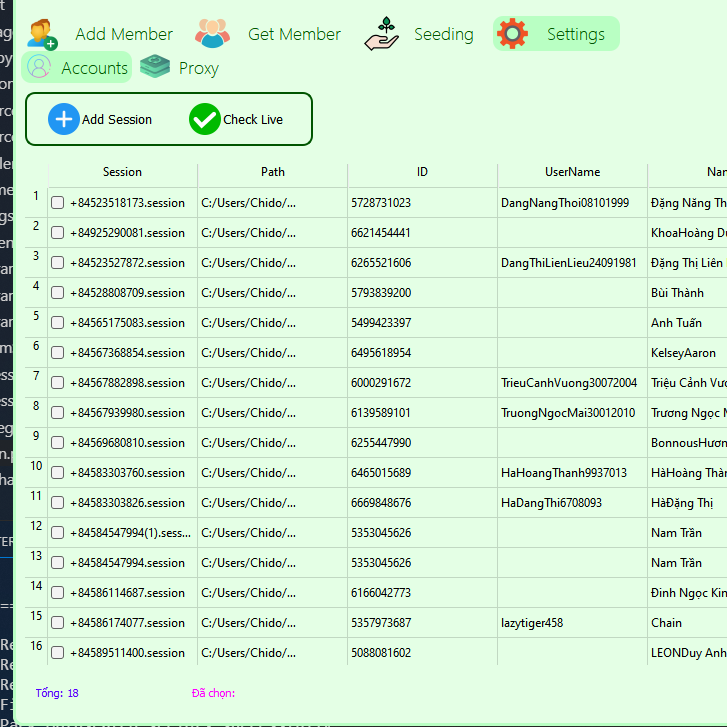 Add Member Get Member Seeding Settings
Accounts Proxy
Add Session Check Live
Session Path ID UserName
1 +84523518173.session C:/Users/Chido/... 5728731023 DangNangThoi08101999 Đặng Năng Th
2 +84925290081.session C:/Users/Chido/... 6621454441 KhoaHoàng D
3 +84523527872.session C:/Users/Chido/... 6265521606 DangThiLienLieu24091981 Đặng Thị Liên
4 +84528808709.session C:/Users/Chido/... 5793839200 Bùi Thành
5 +84565175083.session C:/Users/Chido/... 5499423397 Anh Tuấn
6 +84567368854.session C:/Users/Chido/... 6495618954 KelseyAaron
7 +84567882898.session C:/Users/Chido/... 6000291672 TrieuCanhVuong30072004 Triệu Cảnh Vư
8 +84567939980.session C:/Users/Chido/... 6139589101 TruongNgocMai30012010 Trương Ngọc
9 +84569680810.session C:/Users/Chido/... 6255447990 BonnousHươn
10 +84583303760.session C:/Users/Chido/... 6465015689 HaHoangThanh9937013 HàHoàng Thàn
11 +84583303826.session C:/Users/Chido/... 6669848676 HaDangThi6708093 HàĐặng Thị
12 +84584547994(1).sess... C:/Users/Chido/... 5353045626 Nam Trần
13 +84584547994.session C:/Users/Chido/... 5353045626 Nam Trần
14 +84586114687.session C:/Users/Chido/... 6166042773 Đinh Ngọc Kin
15 +84586174077.session C:/Users/Chido/... 5357973687 lazytiger458 Chain
16 +84589511400.session C:/Users/Chido/... 5088081602 LEONDuy Anh
Tổng: 18 Đã chọn: